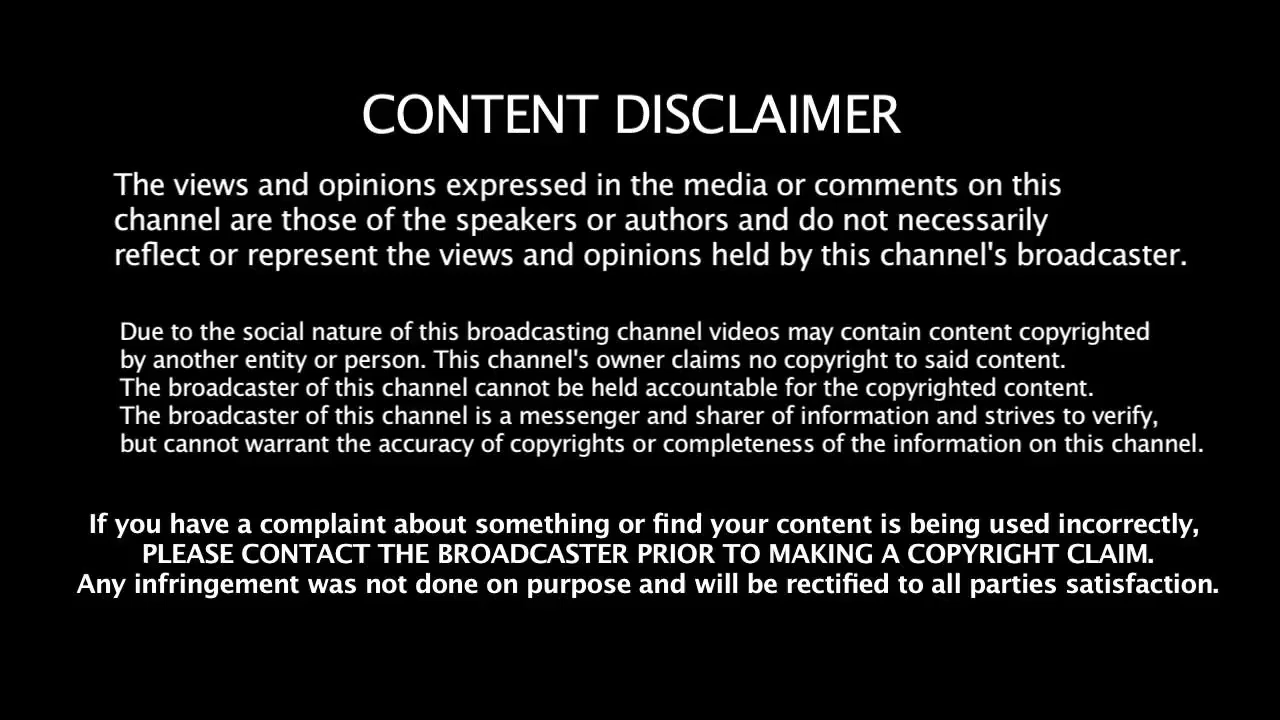 CONTENT DISCLAIMER
The views and opinions expressed in the media or comments on this
channel are those of the speakers or authors and do not necessarily
reflect or represent the views and opinions held by this channel's broadcaster.
Due to the social nature of this broadcasting channel videos may contain content copyrighted
by another entity or person. This channel's owner claims no copyright to said content.
The broadcaster of this channel cannot be held accountable for the copyrighted content.
The broadcaster of this channel is a messenger and sharer of information and strives to verify,
but cannot warrant the accuracy of copyrights or completeness of the information on this channel.
If you have a complaint about something or find your content is being used incorrectly,
PLEASE CONTACT THE BROADCASTER PRIOR TO MAKING A COPYRIGHT CLAIM.
Any infringement was not done on purpose and will be rectified to all parties satisfaction.